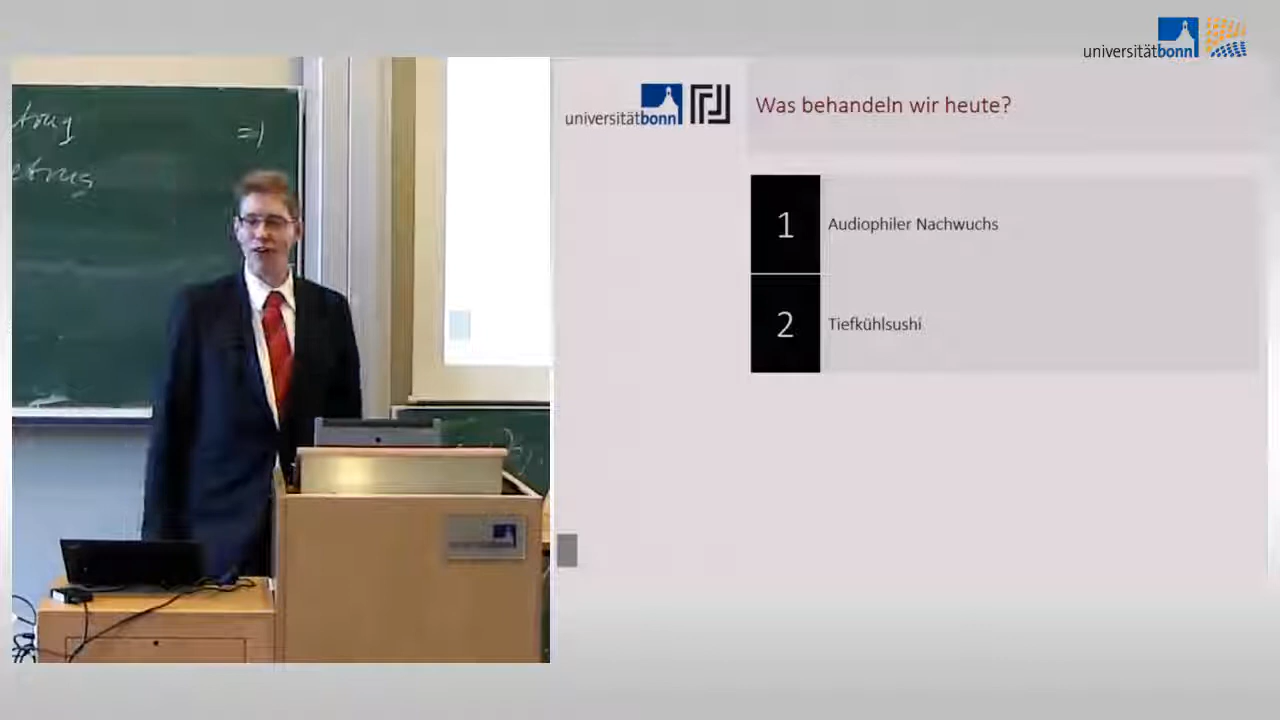 universitätbonn
universitätbonn
Was behandeln wir heute?
1
Audiophiler Nachwuchs
2
Tiefkühlsushi
=)